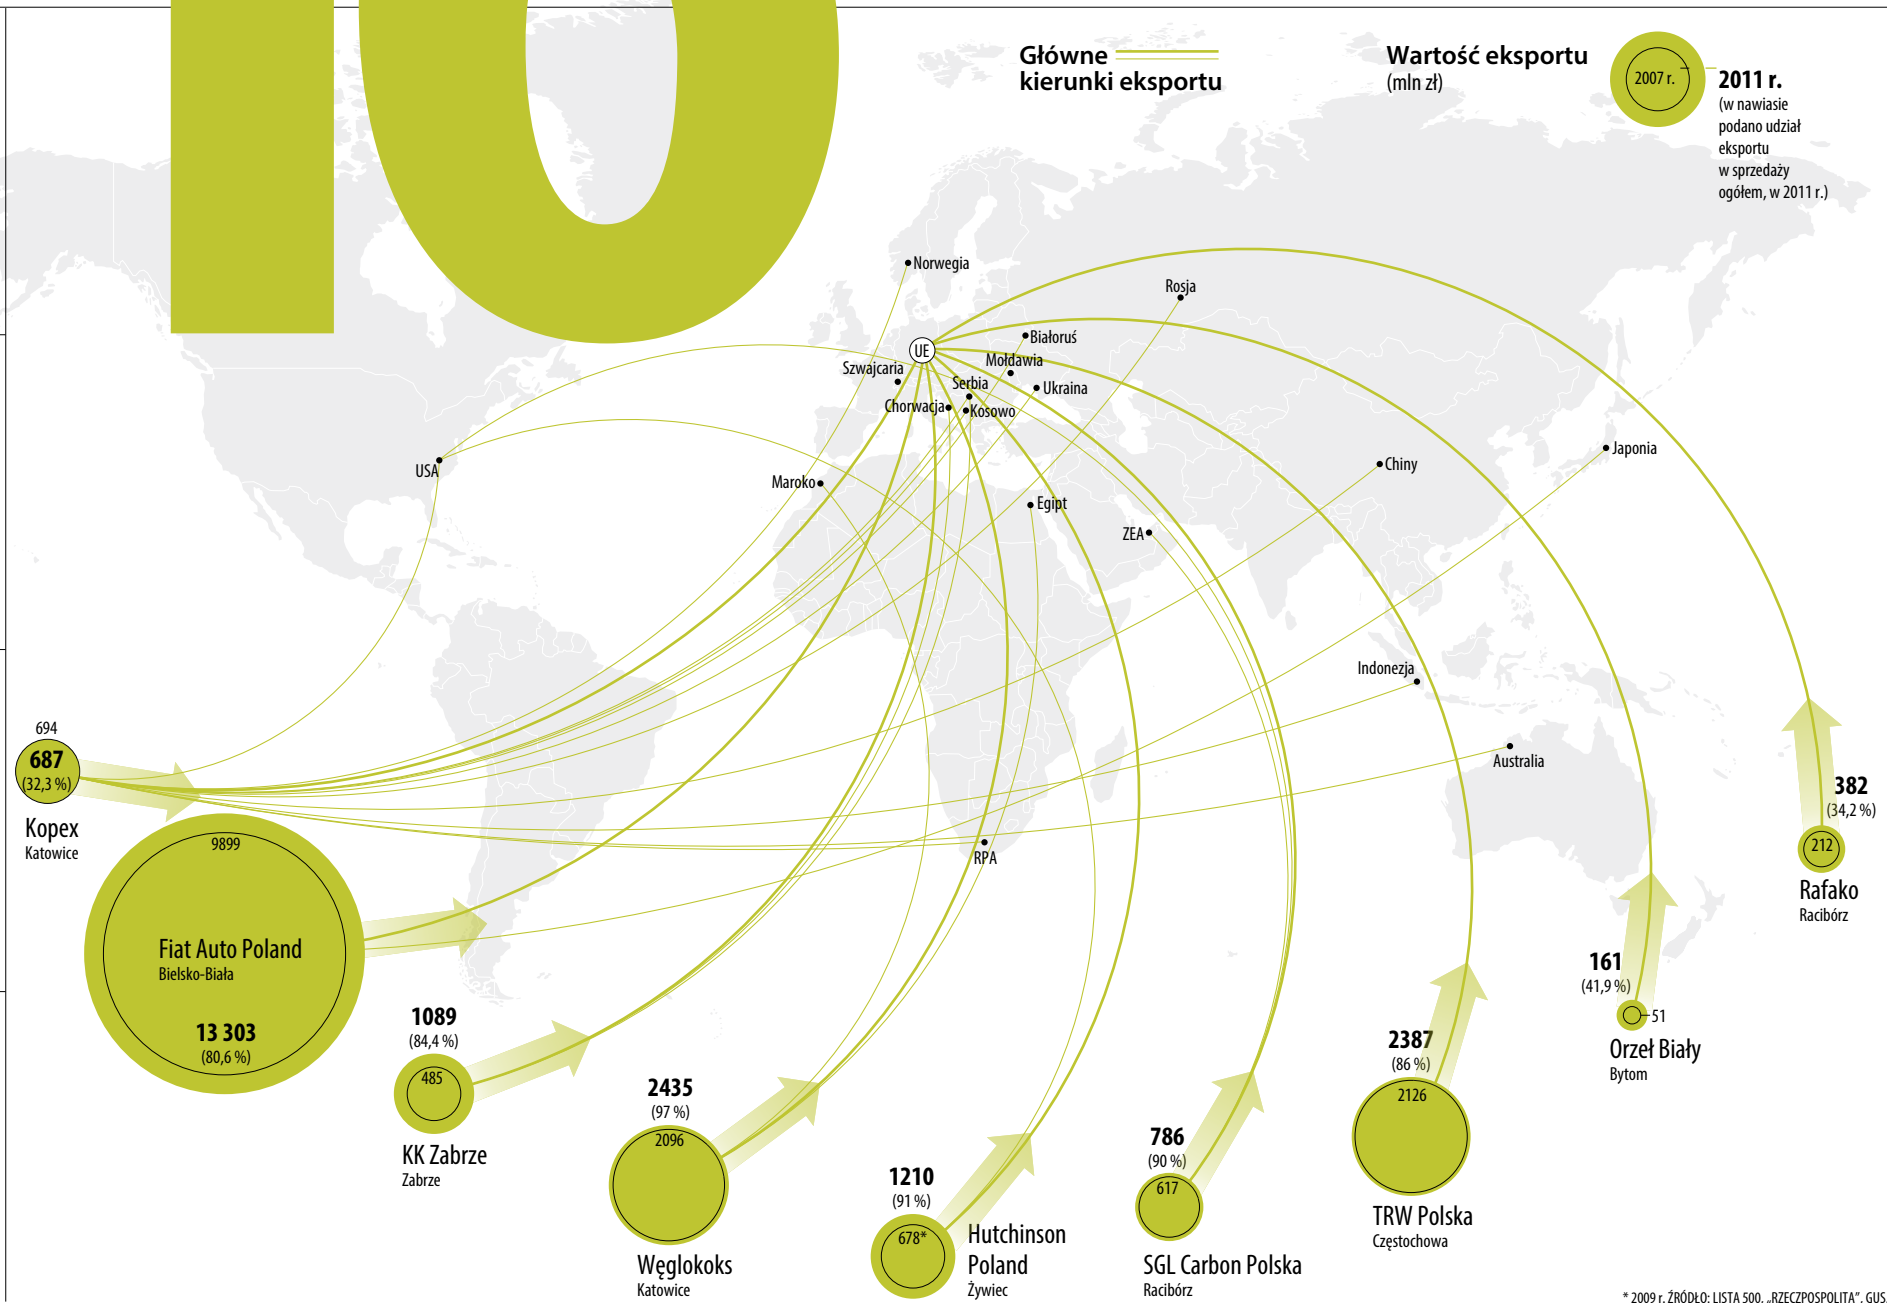 10
Główne
kierunki eksportu
Wartość eksportu
(mln zł)
2007 r.
2011 r.
(w nawiasie
podano udział
eksportu
w sprzedaży
ogółem, w 2011 r.)
Norwegia
Rosja
Białoruś
UE
Mołdawia
Szwajcaria
Serbia
Ukraina
Chorwacja
Kosowo
USA
Maroko
Egipt
ZEA
Chiny
Japonia
Indonezja
Australia
RPA
694
687
(32,3 %)
Kopex
Katowice
9899
Fiat Auto Poland
Bielsko-Biała
13 303
(80,6 %)
1089
(84,4 %)
485
KK Zabrze
Zabrze
2435
(97 %)
2096
Węglokoks
Katowice
1210
(91 %)
678*
Hutchinson
Poland
Żywiec
786
(90 %)
617
SGL Carbon Polska
Racibórz
2387
(86 %)
2126
TRW Polska
Częstochowa
161
(41,9 %)
51
Orzeł Biały
Bytom
382
(34,2 %)
212
Rafako
Racibórz
* 2009 r. ŹRÓDŁO: LISTA 500. „RZECZPOSPOLITA”. GUS.